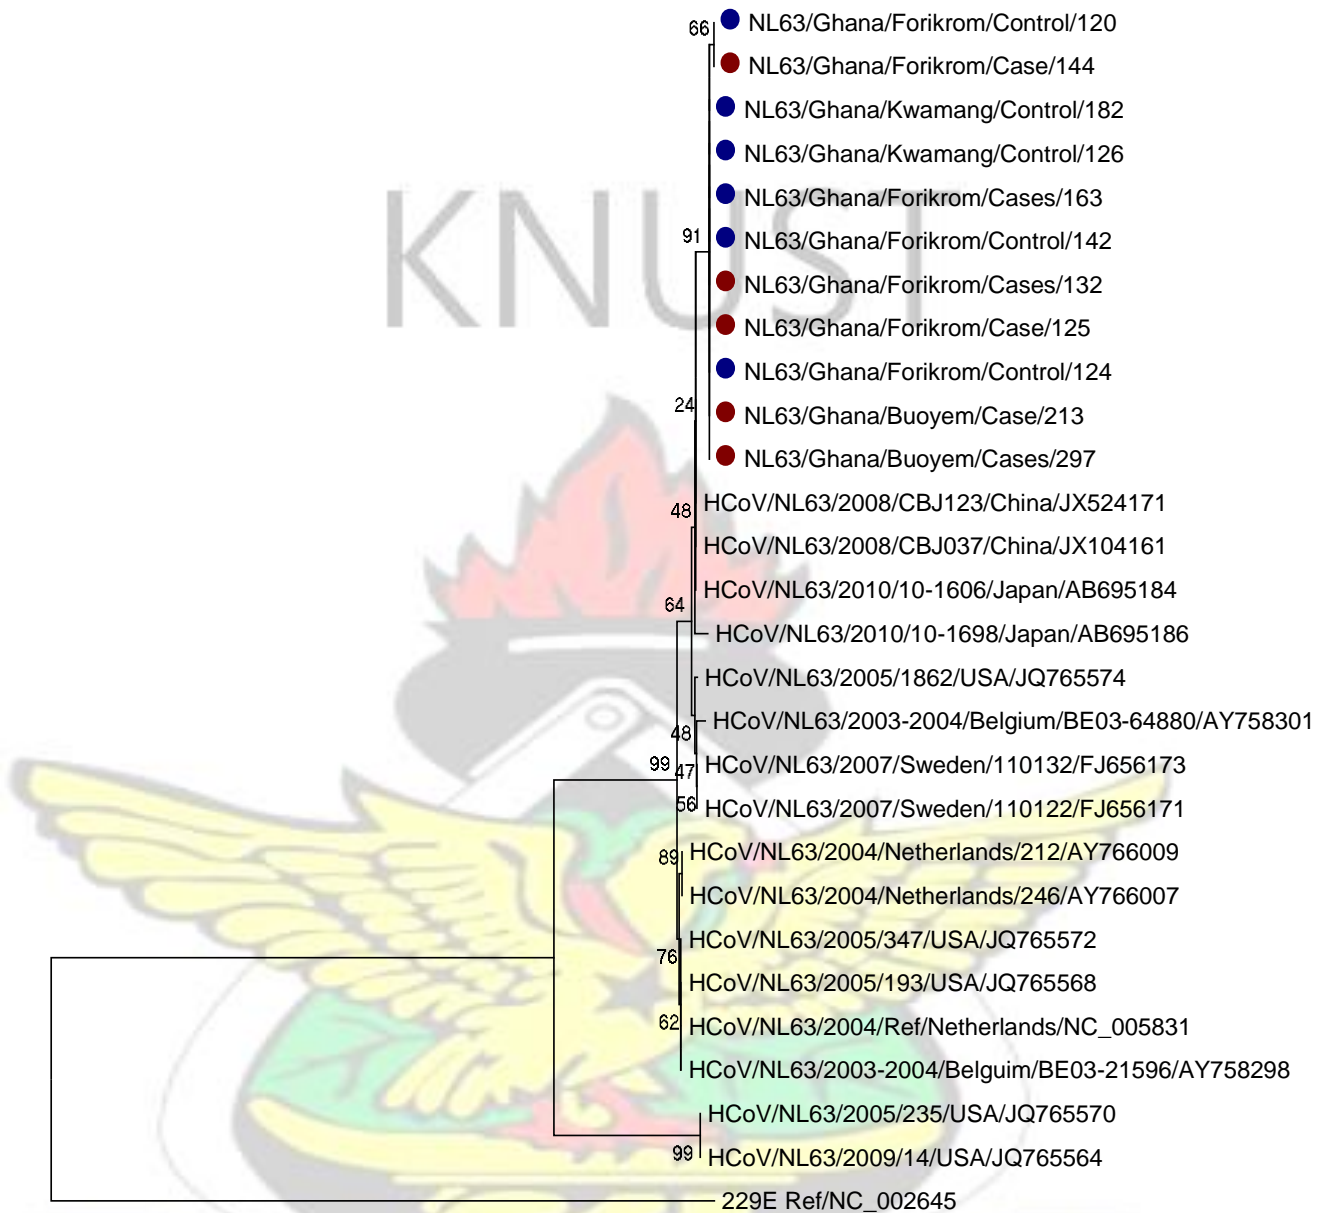 66
NL63/Ghana/Forikrom/Control/120
NL63/Ghana/Forikrom/Case/144
NL63/Ghana/Kwamang/Control/182
NL63/Ghana/Kwamang/Control/126
KNUST
NL63/Ghana/Forikrom/Cases/163
91
NL63/Ghana/Forikrom/Control/142
NL63/Ghana/Forikrom/Cases/132
NL63/Ghana/Forikrom/Case/125
NL63/Ghana/Forikrom/Control/124
24
NL63/Ghana/Buoyem/Case/213
NL63/Ghana/Buoyem/Cases/297
48
HCoV/NL63/2008/CBJ123/China/JX524171
HCoV/NL63/2008/CBJ037/China/JX104161
HCoV/NL63/2010/10-1606/Japan/AB695184
64
HCoV/NL63/2010/10-1698/Japan/AB695186
HCoV/NL63/2005/1862/USA/JQ765574
HCoV/NL63/2003-2004/Belgium/BE03-64880/AY758301
48
99
47
HCoV/NL63/2007/Sweden/110132/FJ656173
56
HCoV/NL63/2007/Sweden/110122/FJ656171
89
HCoV/NL63/2004/Netherlands/212/AY766009
HCoV/NL63/2004/Netherlands/246/AY766007
HCoV/NL63/2005/347/USA/JQ765572
76
HCoV/NL63/2005/193/USA/JQ765568
62
HCoV/NL63/2004/Ref/Netherlands/NC_005831
HCoV/NL63/2003-2004/Belguim/BE03-21596/AY758298
HCoV/NL63/2005/235/USA/JQ765570
99
HCoV/NL63/2009/14/USA/JQ765564
229E Ref/NC_002645